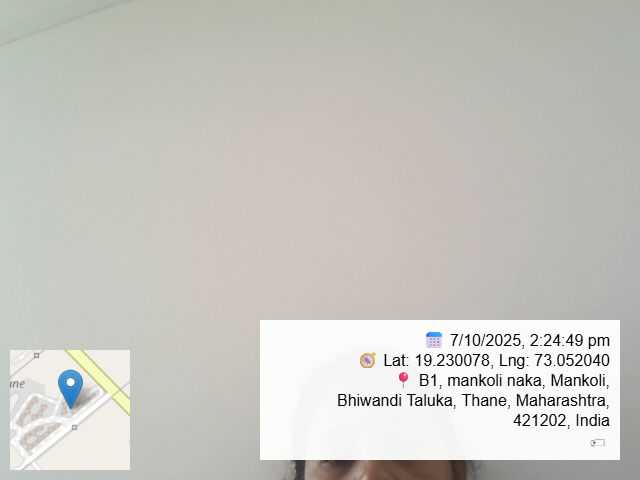 7/10/2025, 2:24:49 pm
Lat: 19.230078, Lng: 73.052040
B1, mankoli naka, Mankoli,
Bhiwandi Taluka, Thane, Maharashtra,
421202, India
ane